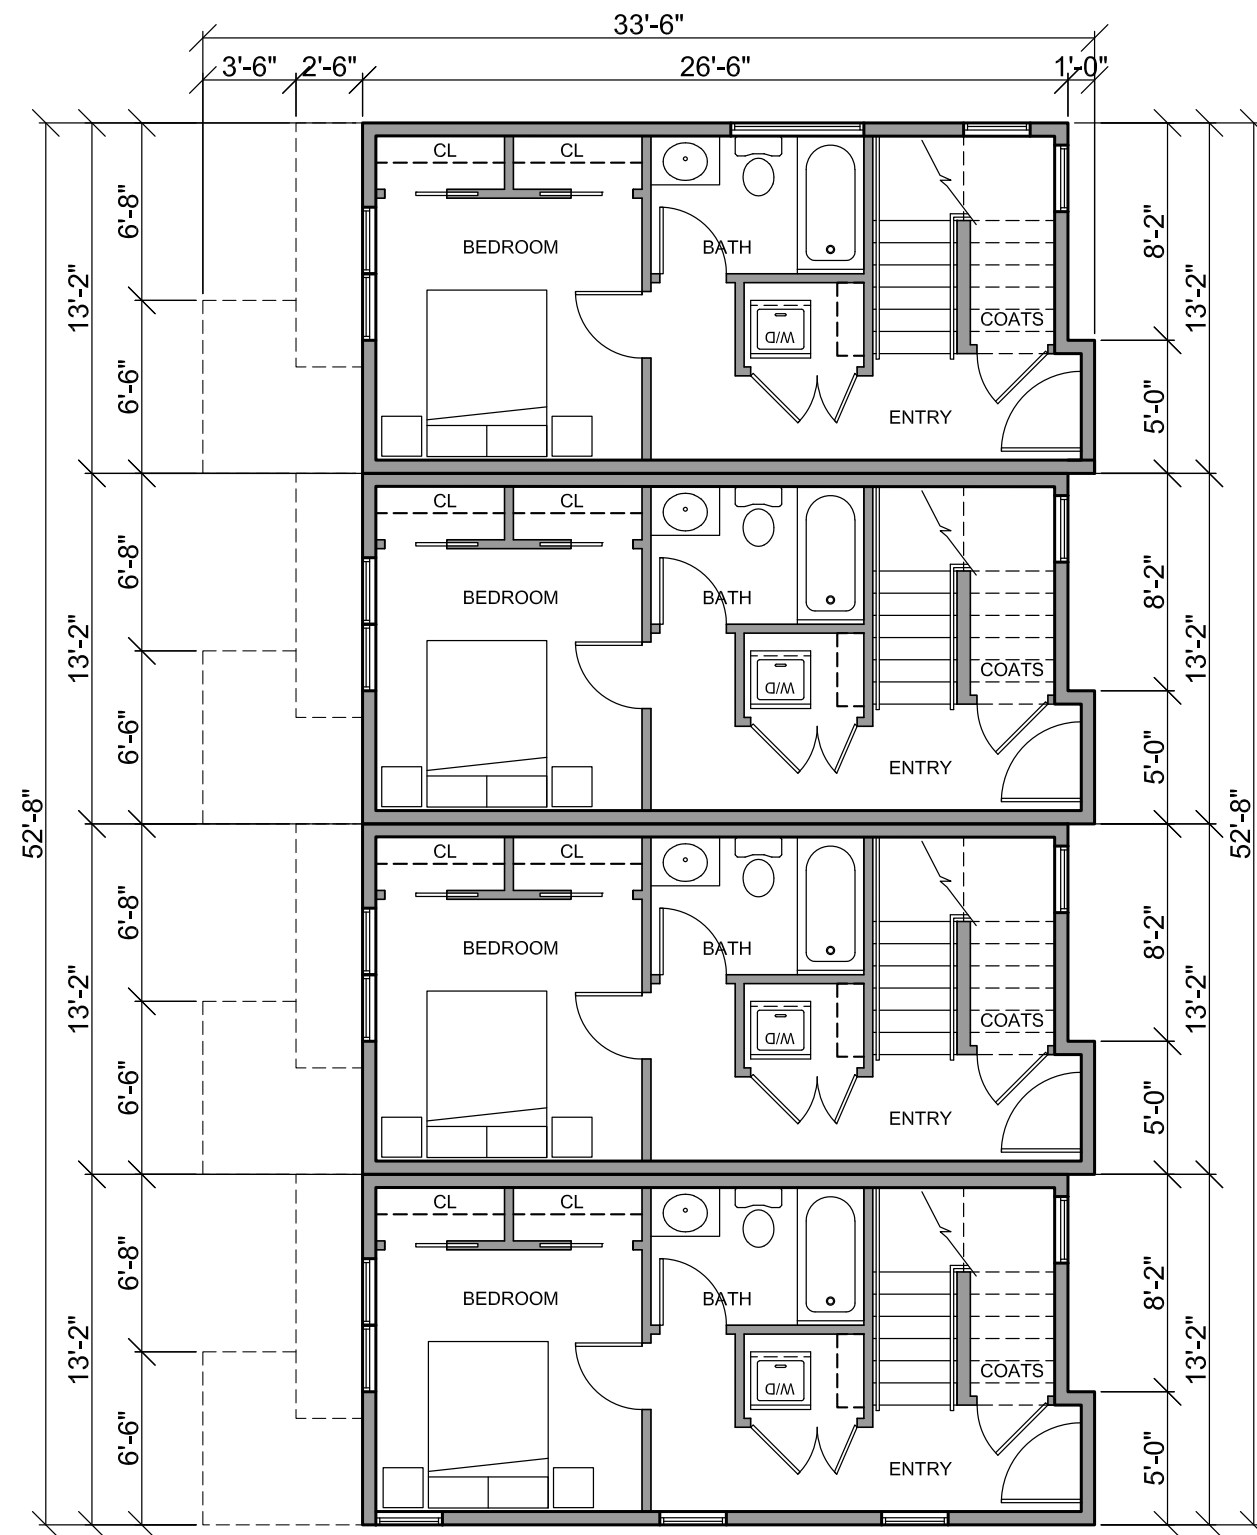 33'-6"
3'-6" 2'-6" 26'-6" 1'-0"
CL CL
6'-8" 8'-2"
BEDROOM BATH
13'-2" 13'-2"
COATS
W/D
6'-6" 5'-0"
ENTRY
CL CL
6'-8" 8'-2"
BEDROOM BATH
13'-2" 13'-2"
COATS
W/D
6'-6" 5'-0"
ENTRY
52'-8" 52'-8"
CL CL
6'-8" 8'-2"
BEDROOM BATH
13'-2" 13'-2"
COATS
W/D
6'-6" 5'-0"
ENTRY
CL CL
6'-8" 8'-2"
BEDROOM BATH
13'-2" 13'-2"
COATS
W/D
6'-6" 5'-0"
ENTRY